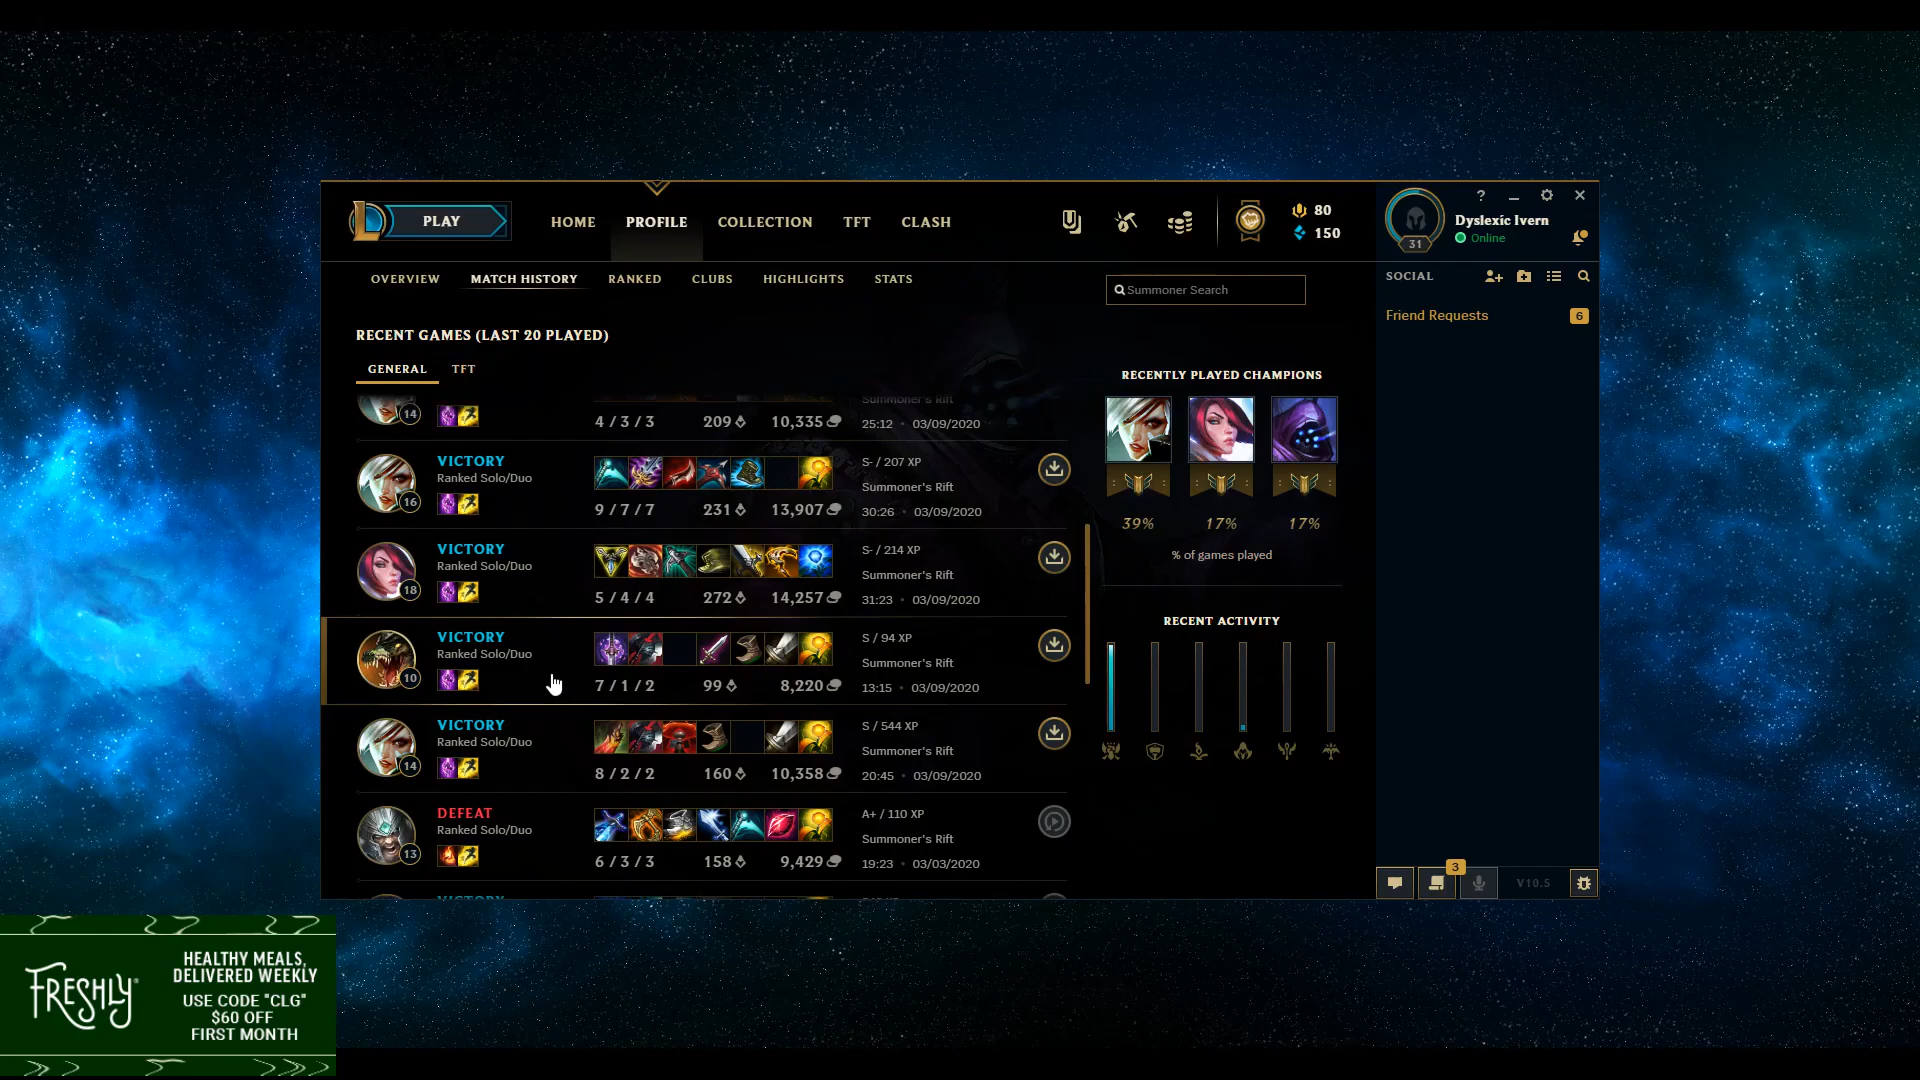 PLAY
HOME
PROFILE
COLLECTION
TFT
CLASH
80
150
31
?
Dyslexic Ivern
Online
OVERVIEW
MATCH HISTORY
RANKED
CLUBS
HIGHLIGHTS
STATS
Summoner Search
SOCIAL
Friend Requests
6
RECENT GAMES (LAST 20 PLAYED)
GENERAL
TFT
14
4 / 3 / 3
209
10,335
Summoner's Rift
25:12 • 03/09/2020
16
VICTORY
Ranked Solo/Duo
9 / 7 / 7
231
13,907
S- / 207 XP
Summoner's Rift
30:26 • 03/09/2020
18
VICTORY
Ranked Solo/Duo
5 / 4 / 4
272
14,257
S- / 214 XP
Summoner's Rift
31:23 • 03/09/2020
10
VICTORY
Ranked Solo/Duo
7 / 1 / 2
99
8,220
S / 94 XP
Summoner's Rift
13:15 • 03/09/2020
14
VICTORY
Ranked Solo/Duo
8 / 2 / 2
160
10,358
S / 544 XP
Summoner's Rift
20:45 • 03/09/2020
13
DEFEAT
Ranked Solo/Duo
6 / 3 / 3
158
9,429
A+ / 110 XP
Summoner's Rift
19:23 • 03/03/2020
VICTORY
RECENTLY PLAYED CHAMPIONS
39%
17%
17%
% of games played
RECENT ACTIVITY
3
V10.5
FRESHLY
HEALTHY MEALS,
DELIVERED WEEKLY
USE CODE "CLG"
$60 OFF
FIRST MONTH